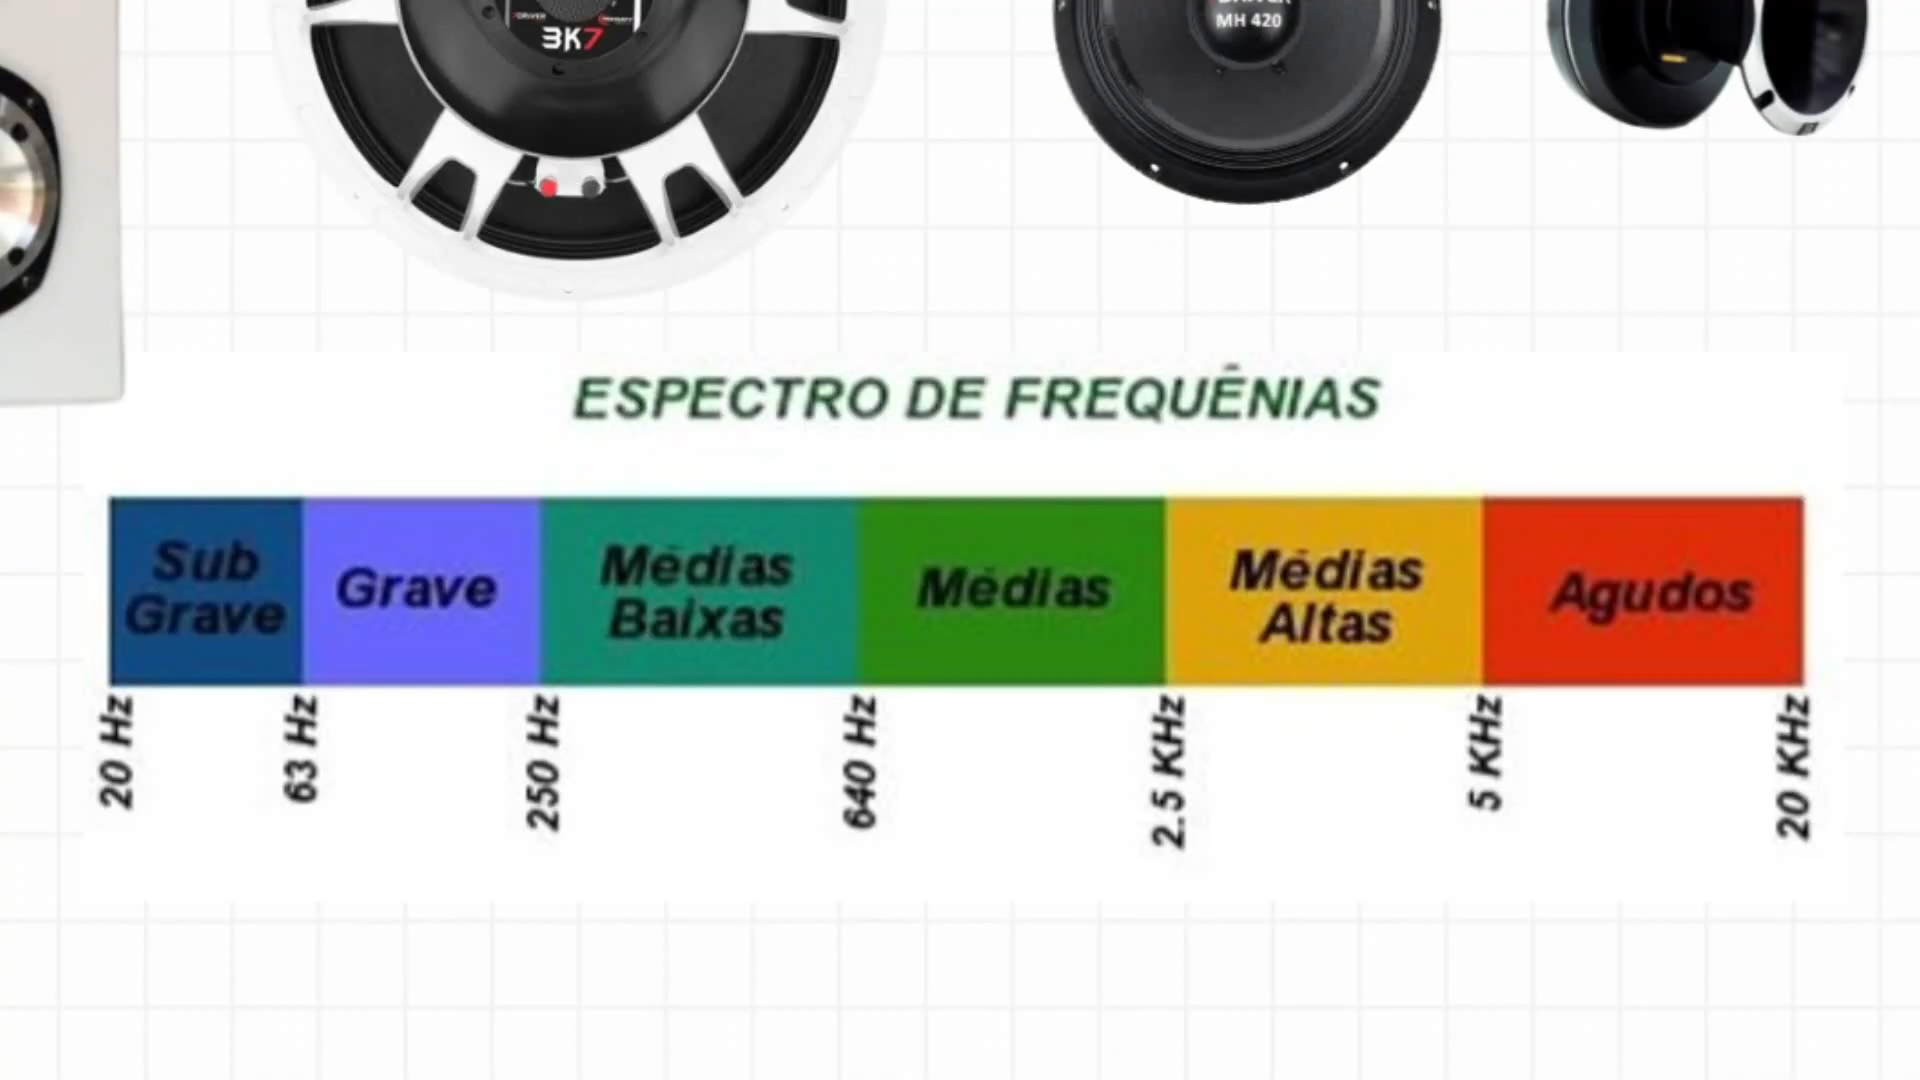 3K7
MH 420
ESPECTRO DE FREQUÊNIAS
Sub
Grave
Grave
Médias
Baixas
Médias
Médias
Altas
Agudos
20 Hz
63 Hz
250 Hz
640 Hz
2.5 KHz
5 KHz
20 KHz